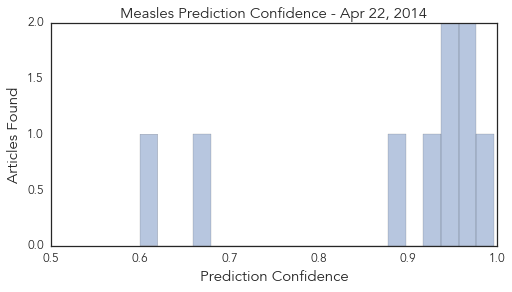 Measles Prediction Confidence - Apr 22, 2014
2.0
1.5
1.0
0.5
0.0
Articles Found
0.5 0.6 0.7 0.8 0.9 1.0
Prediction Confidence